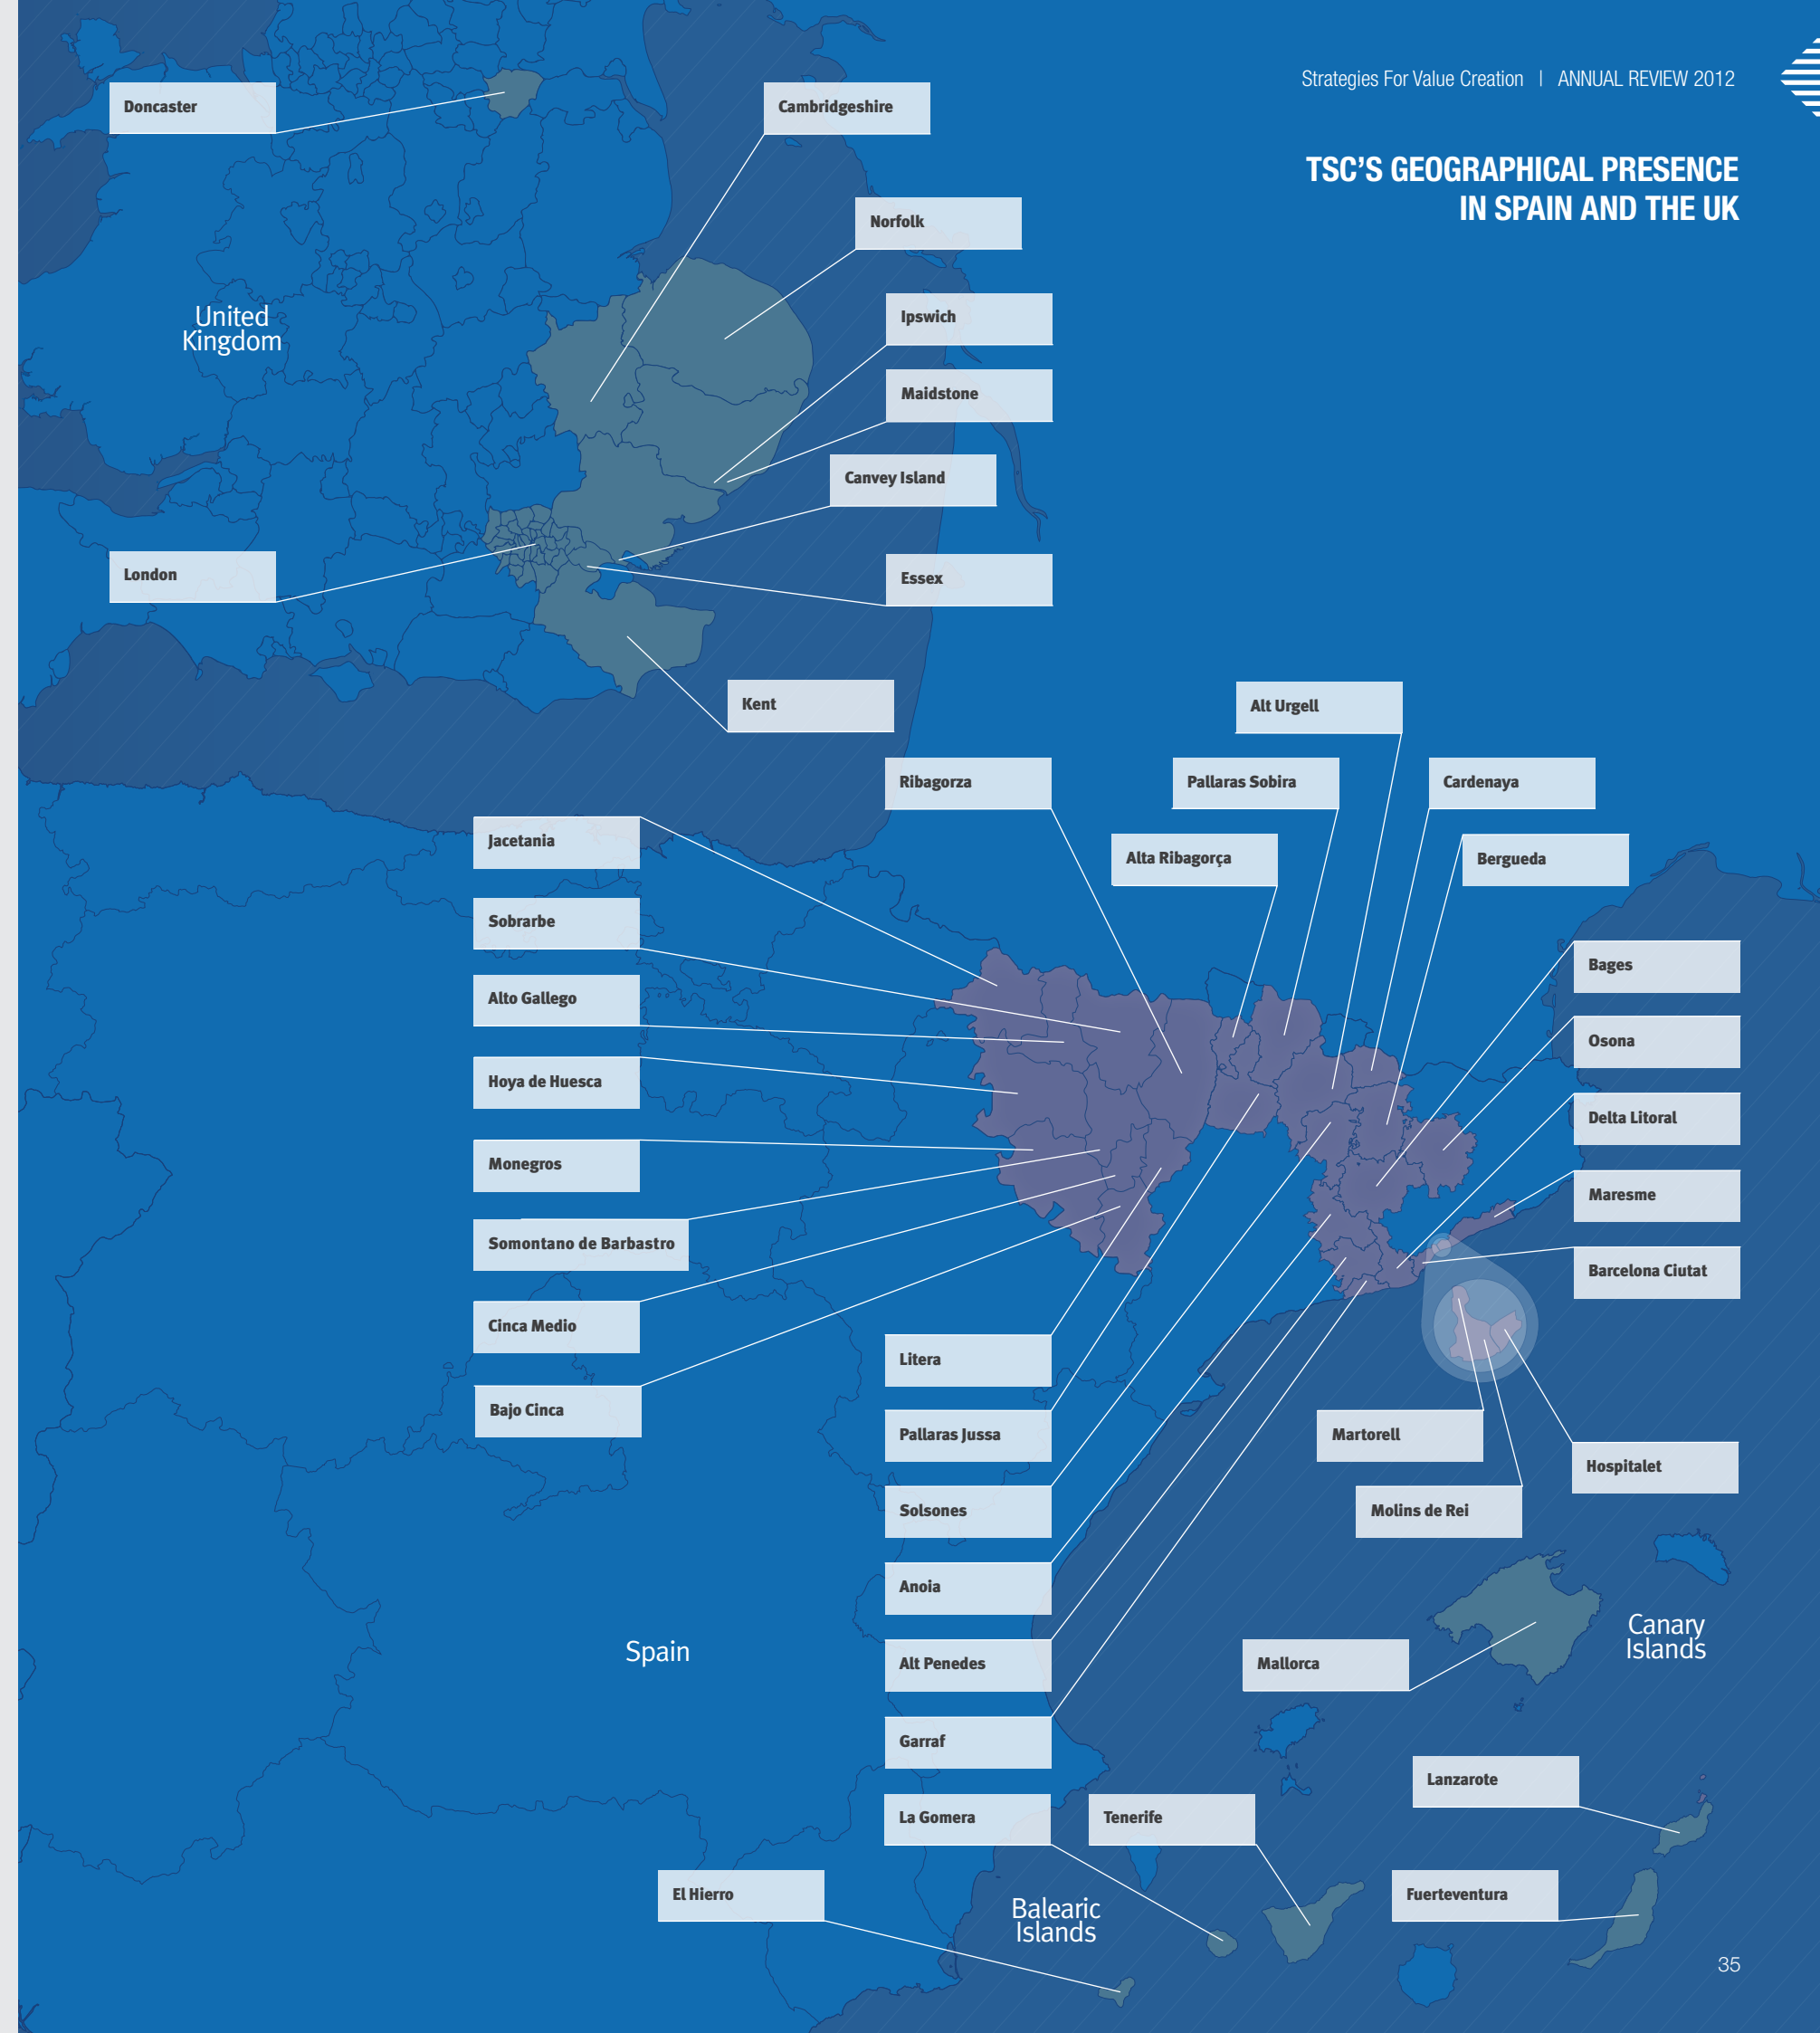 Strategies For Value Creation | ANNUAL REVIEW 2012
TSC'S GEOGRAPHICAL PRESENCE
IN SPAIN AND THE UK
Doncaster
Cambridgeshire
Norfolk
United
Kingdom
Ipswich
Maidstone
Canvey Island
London
Essex
Kent
Alt Urgell
Ribagorza
Pallaras Sobira
Cardenaya
Jacetania
Alta Ribagorça
Bergueda
Sobrarbe
Bages
Alto Gallego
Osona
Hoya de Huesca
Delta Litoral
Monegros
Maresme
Somontano de Barbastro
Barcelona Ciutat
Cinca Medio
Litera
Bajo Cinca
Pallaras Jussa
Martorell
Hospitalet
Solsones
Molins de Rei
Anoia
Spain
Canary
Islands
Alt Penedes
Mallorca
Garraf
Lanzarote
La Gomera
Tenerife
El Hierro
Fuerteventura
Balearic
Islands
35